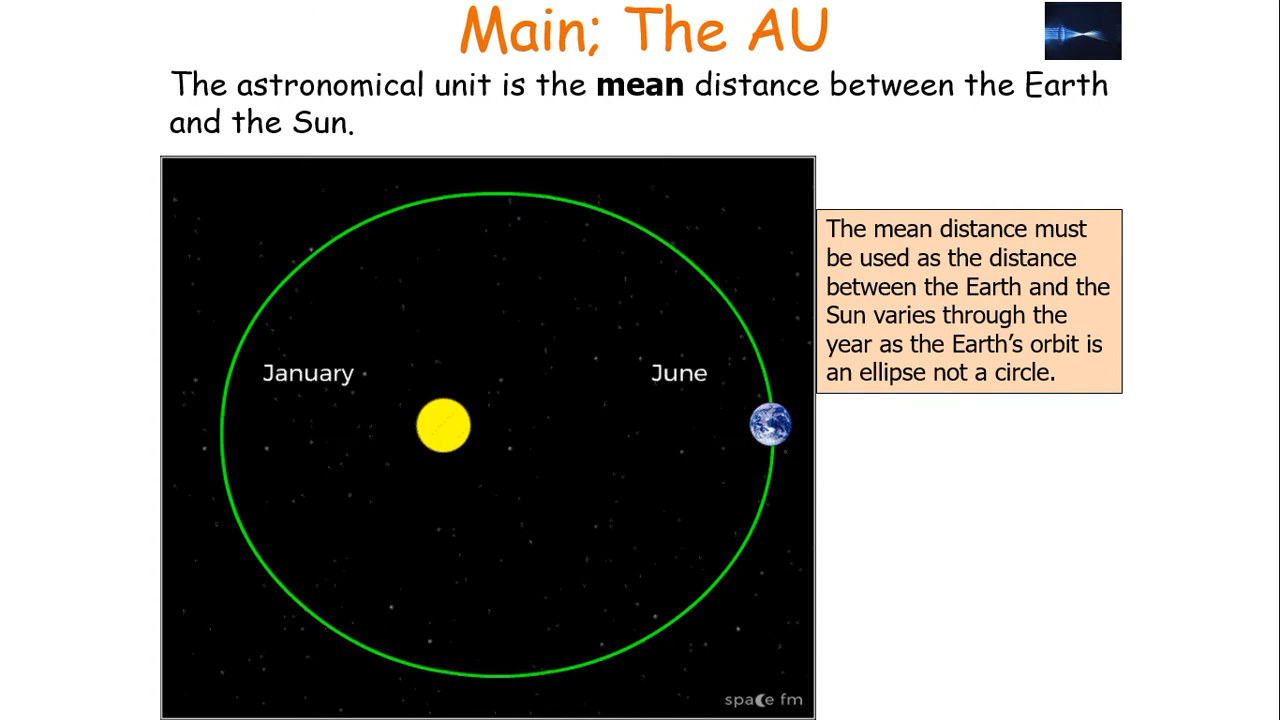 Main; The AU
The astronomical unit is the mean distance between the Earth
and the Sun.
The mean distance must
be used as the distance
between the Earth and the
Sun varies through the
year as the Earth’s orbit is
an ellipse not a circle.
January
June
space fm